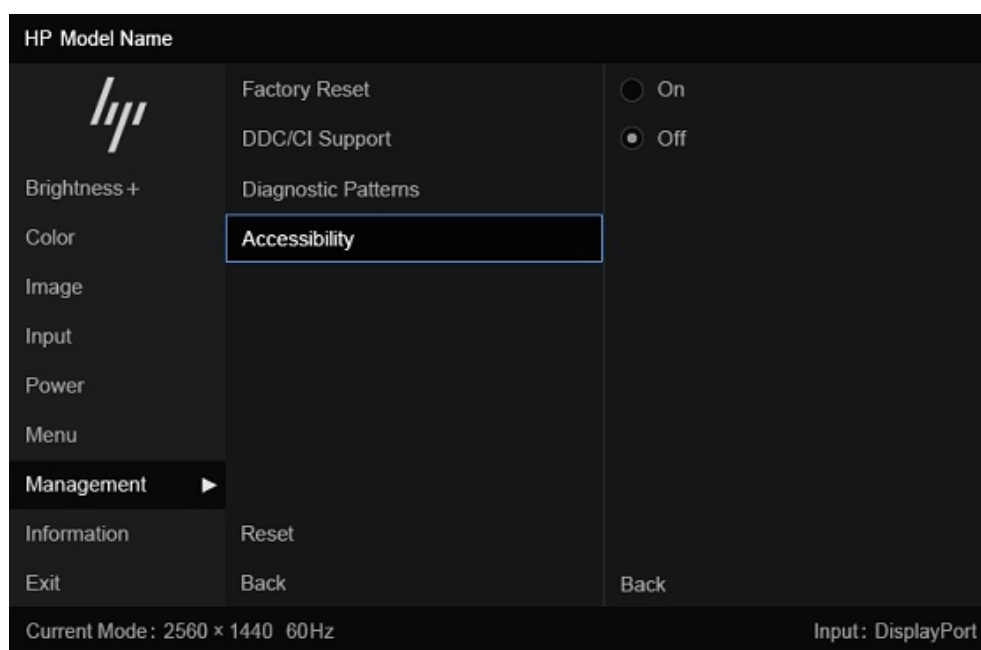 HP Model Name
hp
Brightness+
Color
Image
Input
Power
Menu
Management ▶
Information
Exit
Factory Reset
DDC/CI Support
Diagnostic Patterns
Accessibility
Reset
Back
On
Off
Back
Current Mode: 2560 × 1440 60Hz
Input: DisplayPort